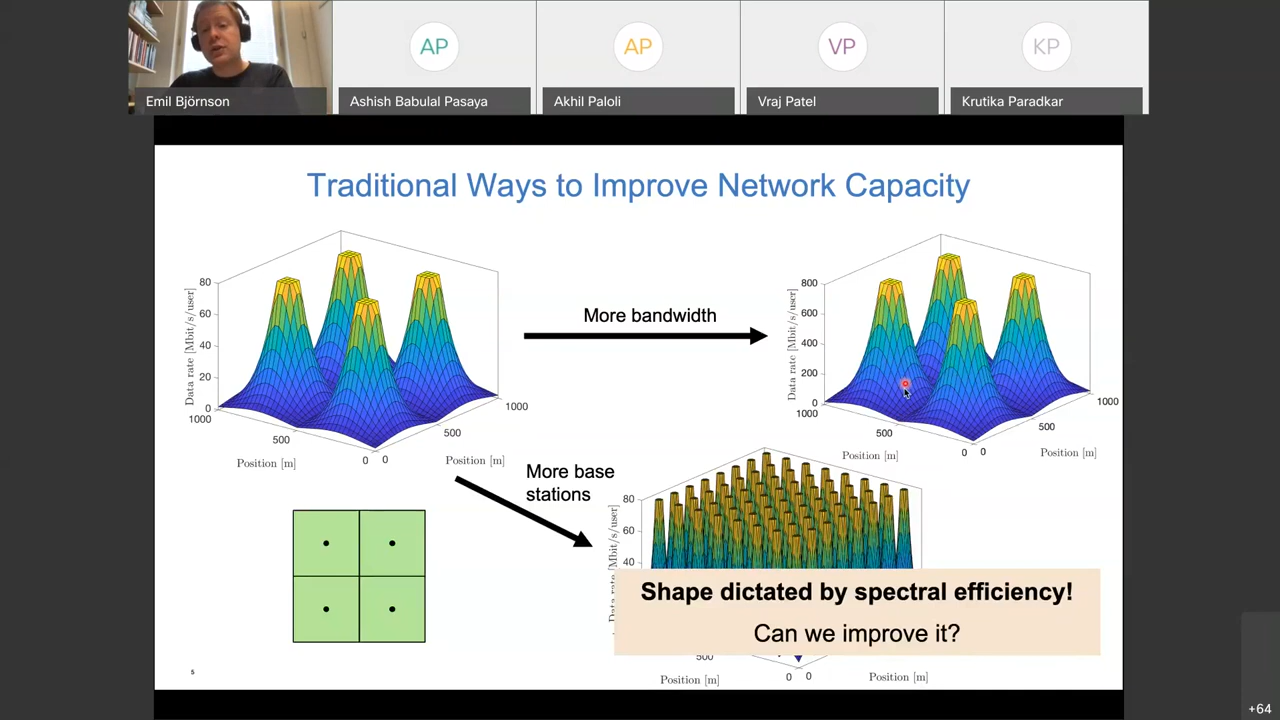 AP
AP
VP
KP
Emil Björnson
Ashish Babulal Pasaya
Akhil Paloli
Vraj Patel
Krutika Paradkar
Traditional Ways to Improve Network Capacity
80
60
40
20
0
Data rate [Mbit/s/user]
1000
500
0
0
500
1000
Position [m]
Position [m]
More bandwidth
800
600
400
200
0
Data rate [Mbit/s/user]
1000
500
0
0
500
1000
Position [m]
Position [m]
More base
stations
80
60
40
Data rate [Mbit/s/user]
Shape dictated by spectral efficiency!
Can we improve it?
500
0
0
Position [m]
Position [m]
5
+64